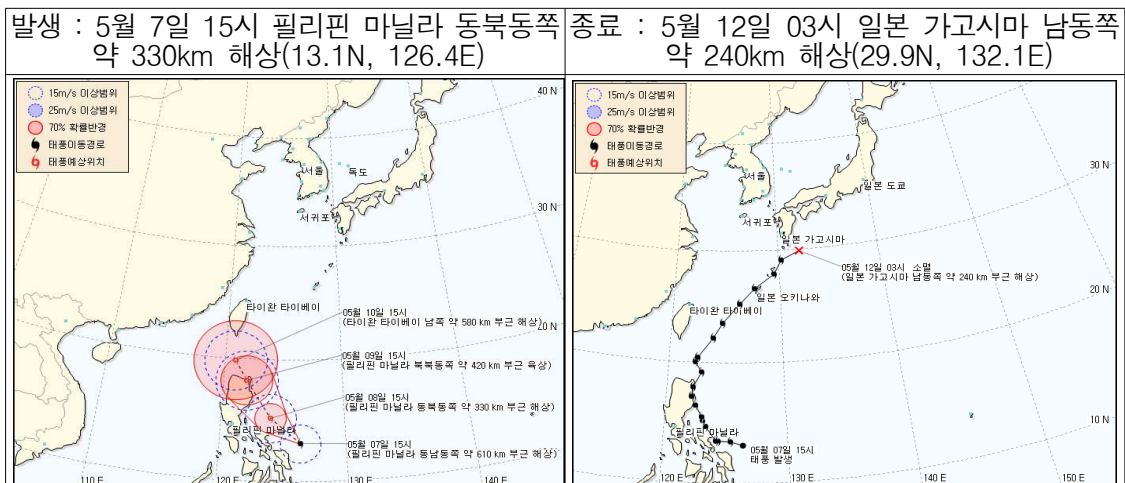 발생 : 5월 7일 15시 필리핀 마닐라 동북동쪽
약 330km 해상(13.1N, 126.4E)
종료 : 5월 12일 03시 일본 가고시마 남동쪽
약 240km 해상(29.9N, 132.1E)
15m/s 이상범위
25m/s 이상범위
70% 확률반경
태풍이동경로
태풍예상위치
40 N
서울
독도
서귀포
30 N
타이완 타이베이
05월 10일 15시
(타이완 타이베이 남쪽 약 580 km 부근 해상)
20 N
05월 09일 15시
(필리핀 마닐라 북북동쪽 약 420 km 부근 육상)
05월 08일 15시
(필리핀 마닐라 동북동쪽 약 330 km 부근 해상)
필리핀 마닐라
05월 07일 15시
(필리핀 마닐라 동남동쪽 약 610 km 부근 해상)
110 E
120 E
130 E
140 E
15m/s 이상범위
25m/s 이상범위
70% 확률반경
태풍이동경로
태풍예상위치
서울
30 N
일본 도쿄
서귀포
일본 가고시마
05월 12일 03시 소멸
(일본 가고시마 남동쪽 약 240 km 부근 해상)
20 N
일본 오키나와
타이완 타이베이
10 N
필리핀 마닐라
05월 07일 15시
태풍 발생
120 E
130 E
140 E
150 E